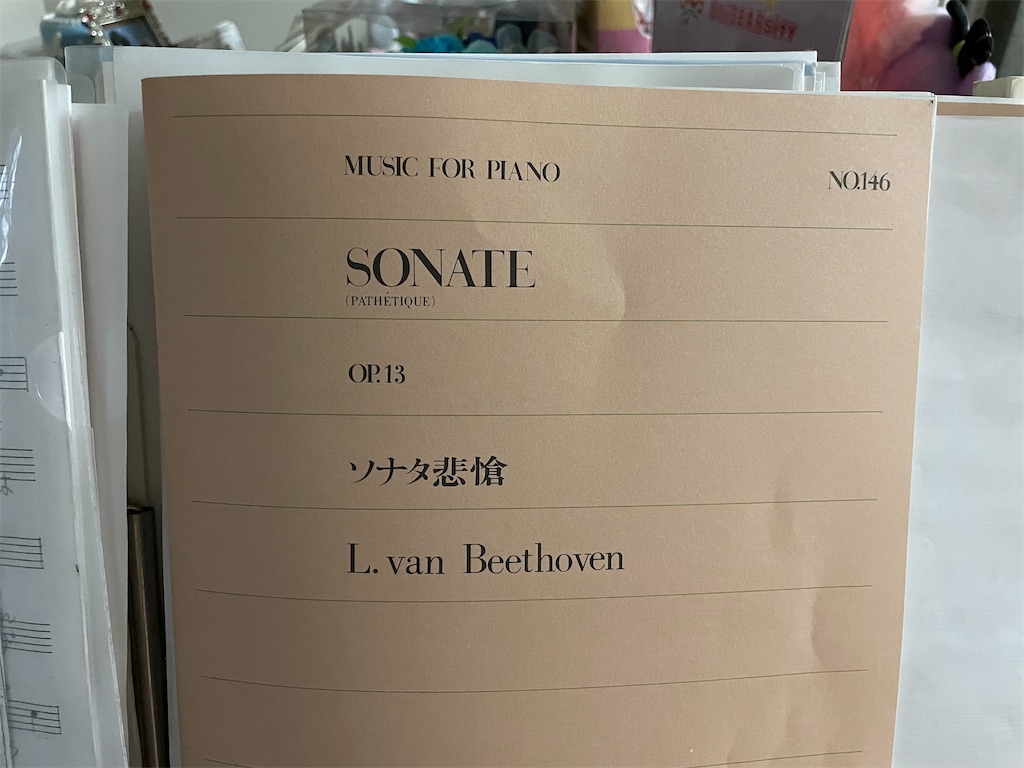 MUSIC FOR PIANO
NO.146
SONATE
(PATHÉTIQUE)
OP.13
ソナタ悲愴
L. van Beethoven